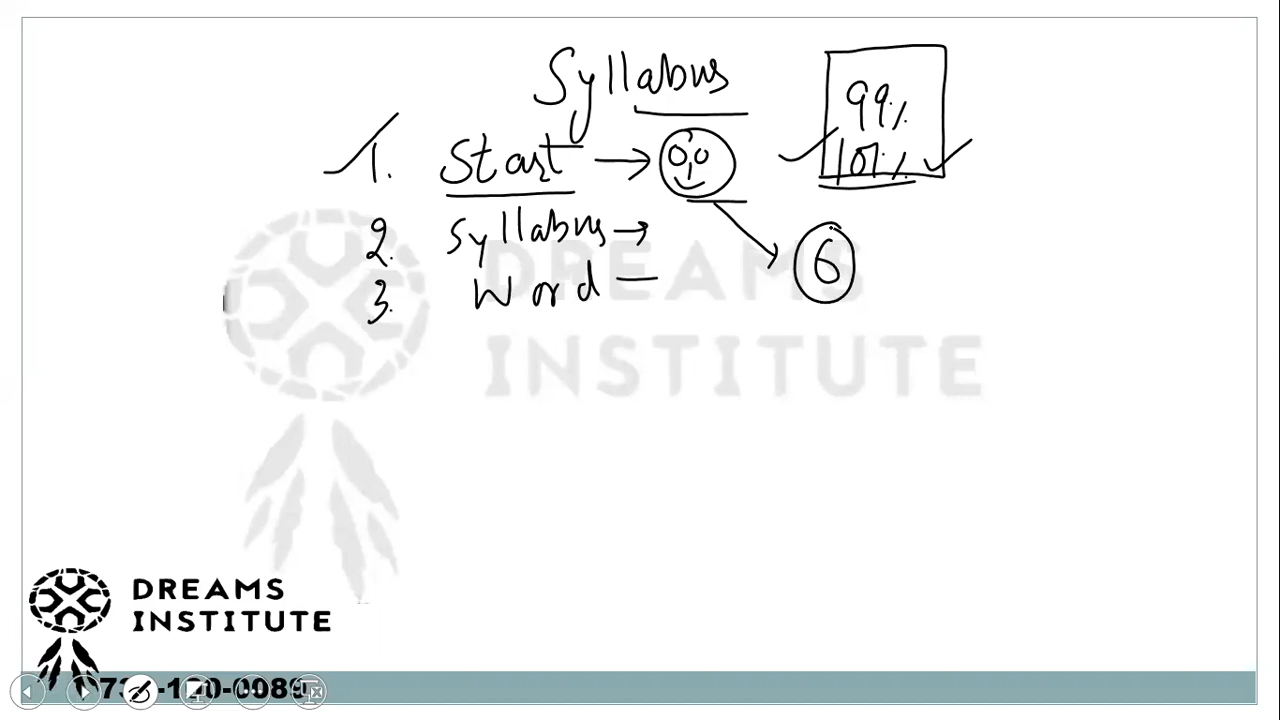 Syllabus
99%
101%
1. Start →
2. Syllabus →
3. Word —
6
DREAMS
INSTITUTE
DREAMS
INSTITUTE